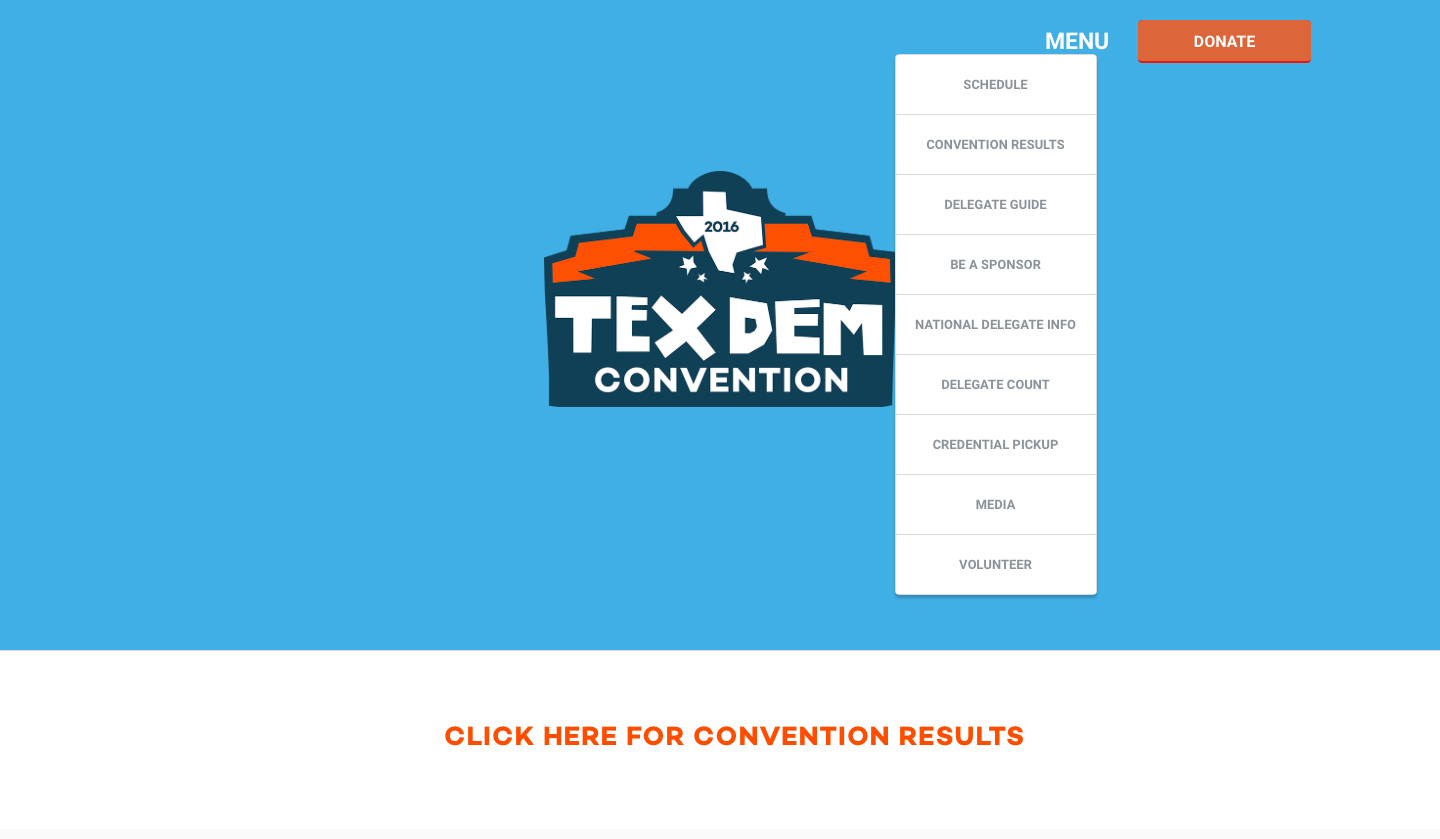 MENU
DONATE
SCHEDULE
CONVENTION RESULTS
DELEGATE GUIDE
BE A SPONSOR
NATIONAL DELEGATE INFO
DELEGATE COUNT
CREDENTIAL PICKUP
MEDIA
VOLUNTEER
2016
TEX DEM
CONVENTION
CLICK HERE FOR CONVENTION RESULTS